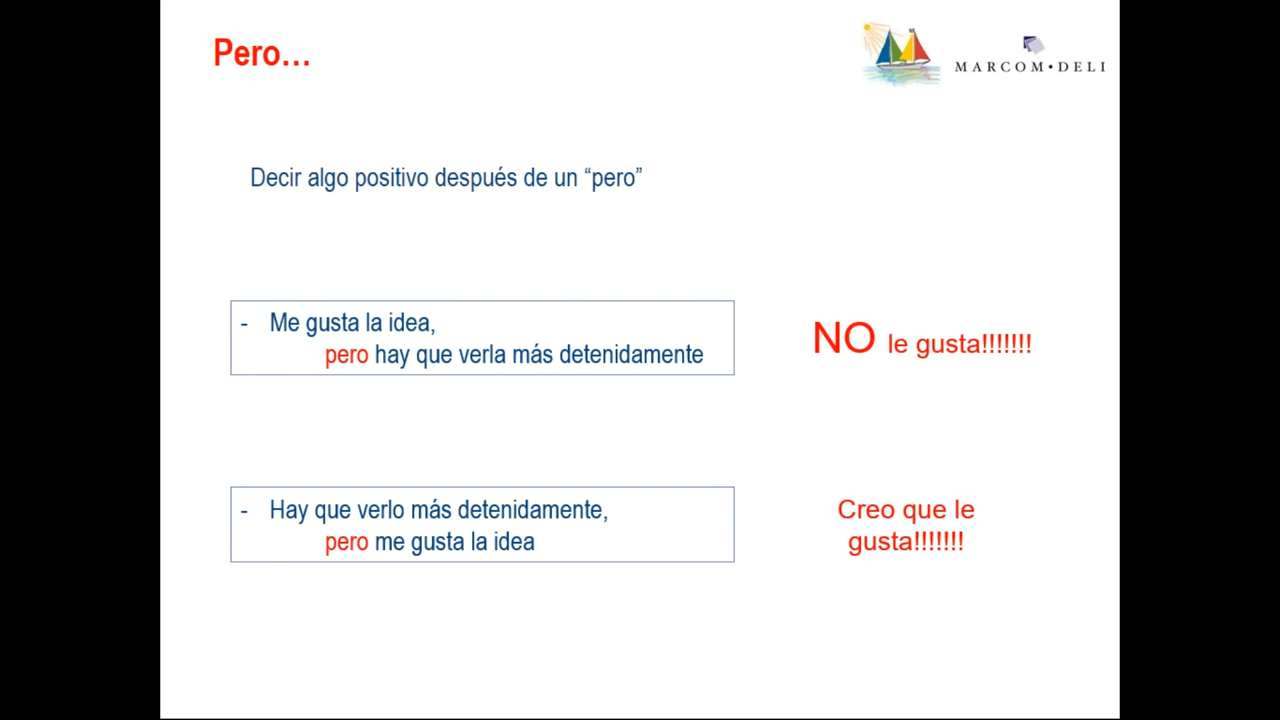 Pero...
MARCOM•DELI
Decir algo positivo después de un “pero”
- Me gusta la idea,
pero hay que verla más detenidamente
NO le gusta!!!!!!!
- Hay que verlo más detenidamente,
pero me gusta la idea
Creo que le
gusta!!!!!!!